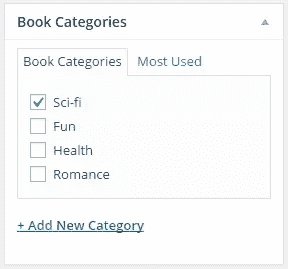 Book Categories
Book Categories Most Used
Sci-fi
Fun
Health
Romance
+ Add New Category